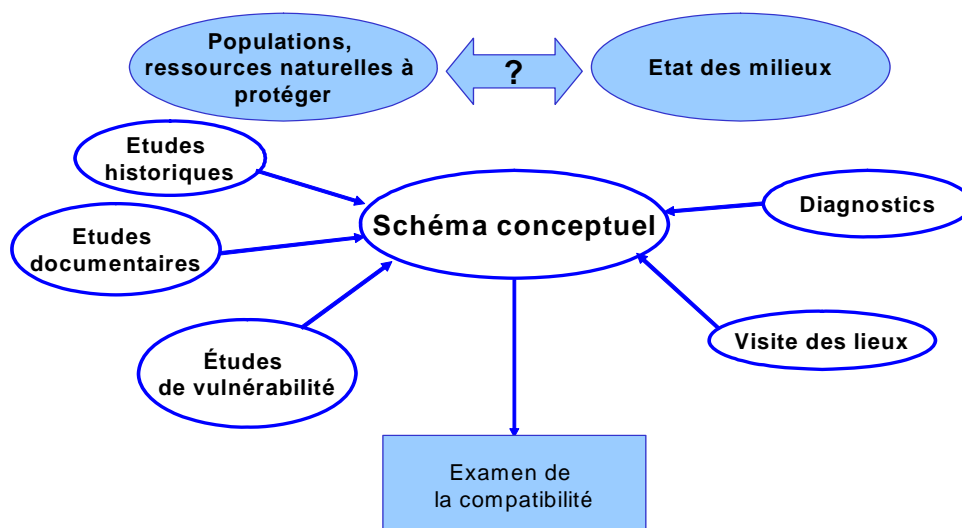 Populations,
ressources naturelles à
protéger
?
Etat des milieux
Etudes
historiques
Etudes
documentaires
Études
de vulnérabilité
Schéma conceptuel
Diagnostics
Visite des lieux
Examen de
la compatibilité